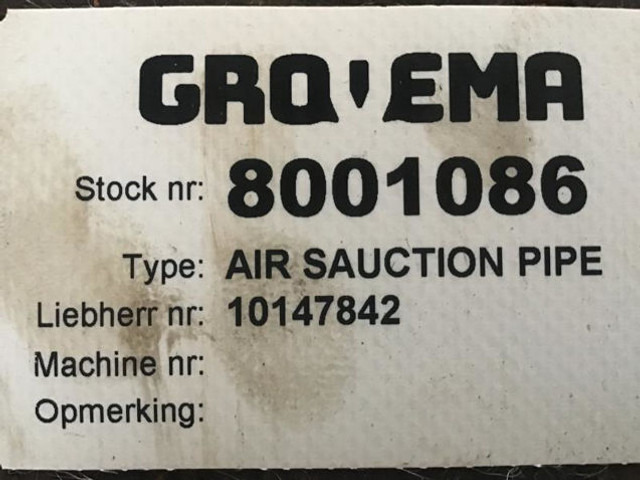 GROVEMA
Stock nr: 8001086
Type: AIR SAUCTION PIPE
Liebherr nr: 10147842
Machine nr:
Opmerking: